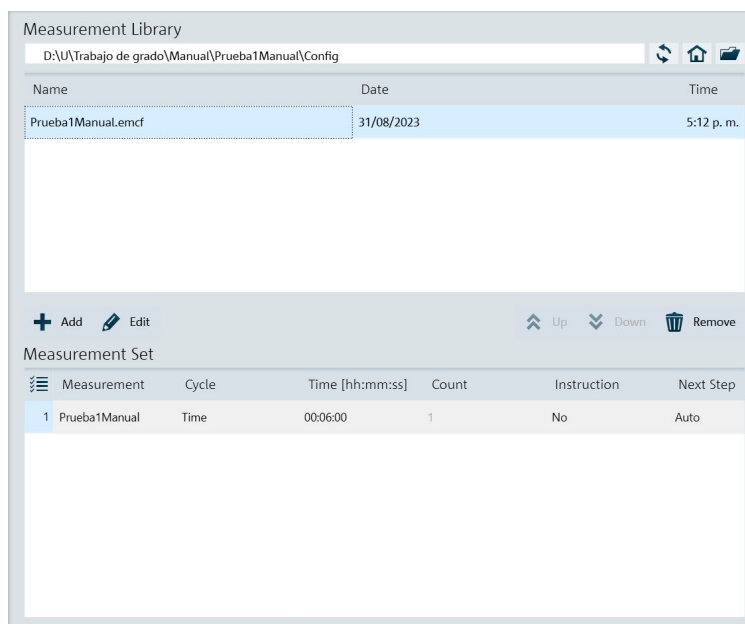 Measurement Library
D:\U\Trabajo de grado\Manual\Prueba1Manual\Config
Name Date Time
Prueba1Manual.emcf 31/08/2023 5:12 p. m.
Add Edit Up Down Remove
Measurement Set
Measurement Cycle Time [hh:mm:ss] Count Instruction Next Step
1 Prueba1Manual Time 00:06:00 1 No Auto